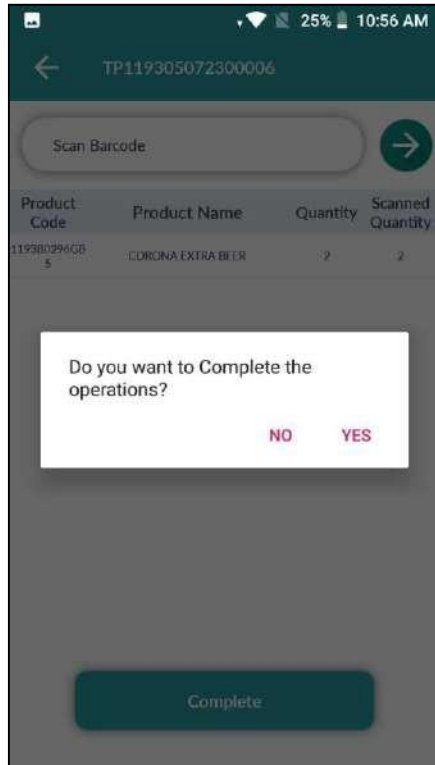 25% 10:56 AM
TP119305072300006
Scan Barcode
Product Code Product Name Quantity Scanned Quantity
CORONA EXTRA BEER 2 2
5
Do you want to Complete the
operations?
NO YES
Complete